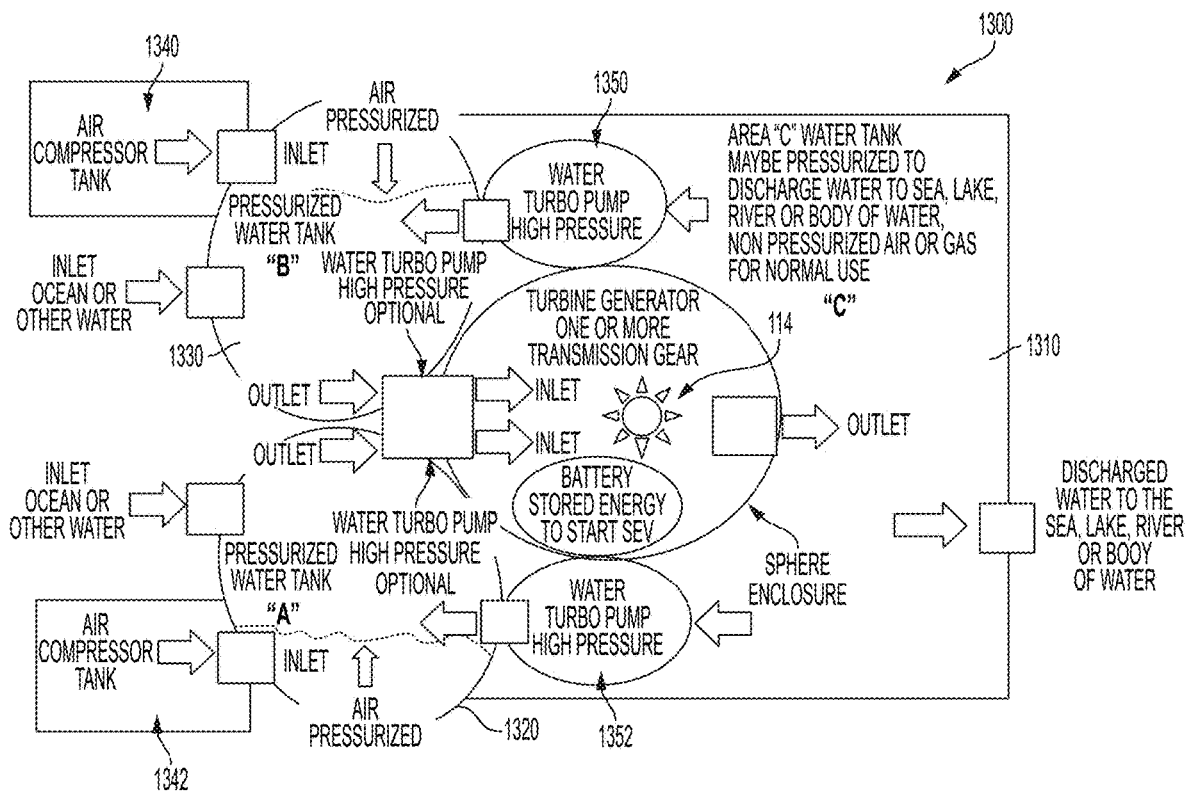 1300
1340
AIR
COMPRESSOR
TANK
INLET
AIR
PRESSURIZED
1350
WATER
TURBO PUMP
HIGH PRESSURE
AREA "C" WATER TANK
MAYBE PRESSURIZED TO
DISCHARGE WATER TO SEA, LAKE,
RIVER OR BODY OF WATER,
NON PRESSURIZED AIR OR GAS
FOR NORMAL USE
"C"
PRESSURIZED
WATER TANK
"B"
INLET
OCEAN OR
OTHER WATER
1330
WATER TURBO PUMP
HIGH PRESSURE
OPTIONAL
TURBINE GENERATOR
ONE OR MORE
TRANSMISSION GEAR
114
1310
OUTLET
INLET
OUTLET
OUTLET
INLET
BATTERY
STORED ENERGY
TO START SEV
INLET
OCEAN OR
OTHER WATER
WATER TURBO PUMP
HIGH PRESSURE
OPTIONAL
SPHERE
ENCLOSURE
DISCHARGED
WATER TO THE
SEA, LAKE, RIVER
OR BOOY
OF WATER
PRESSURIZED
WATER TANK
"A"
AIR
COMPRESSOR
TANK
INLET
AIR
PRESSURIZED
WATER
TURBO PUMP
HIGH PRESSURE
1320
1352
1342